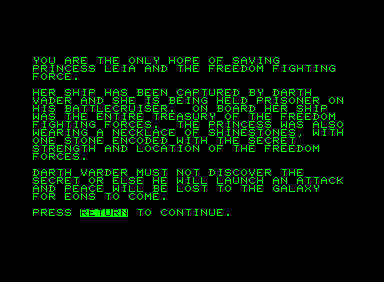 YOU ARE THE ONLY HOPE OF SAVING
PRINCESS LEIA AND THE FREEDOM FIGHTING
FORCE.
HER SHIP HAS BEEN CAPTURED BY DARTH
VADER AND SHE IS BEING HELD PRISONER ON
HIS BATTLECRUISER.  ON BOARD HER SHIP
WAS THE ENTIRE TREASURY OF THE FREEDOM
FIGHTING FORCES.  THE PRINCESS WAS ALSO
WEARING A NECKLACE OF SHINESTONES, WITH
ONE STONE ENCODED WITH THE SECRET
STRENGTH AND LOCATION OF THE FREEDOM
FORCES.
DARTH VARDER MUST NOT DISCOVER THE
SECRET OR ELSE HE WILL LAUNCH AN ATTACK
AND PEACE WILL BE LOST TO THE GALAXY
FOR EONS TO COME.
PRESS RETURN TO CONTINUE.